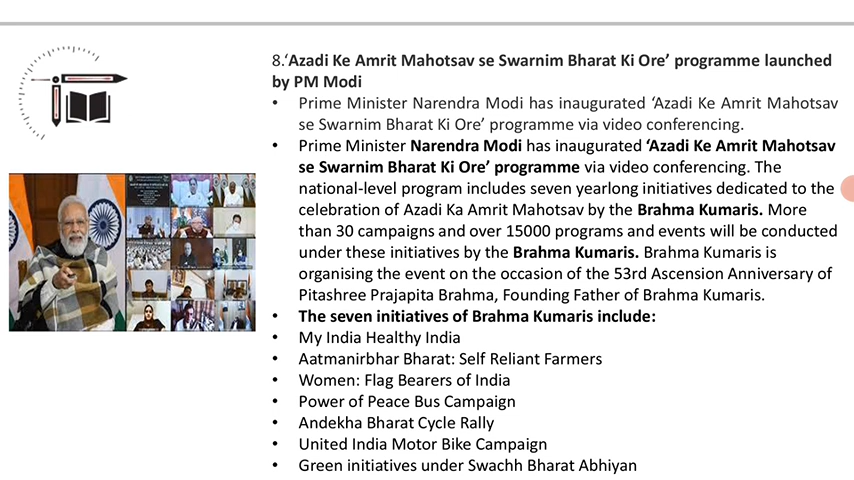 8.‘Azadi Ke Amrit Mahotsav se Swarnim Bharat Ki Ore’ programme launched
by PM Modi
• Prime Minister Narendra Modi has inaugurated ‘Azadi Ke Amrit Mahotsav
se Swarnim Bharat Ki Ore’ programme via video conferencing.
• Prime Minister Narendra Modi has inaugurated ‘Azadi Ke Amrit Mahotsav
se Swarnim Bharat Ki Ore’ programme via video conferencing. The
national-level program includes seven yearlong initiatives dedicated to the
celebration of Azadi Ka Amrit Mahotsav by the Brahma Kumaris. More
than 30 campaigns and over 15000 programs and events will be conducted
under these initiatives by the Brahma Kumaris. Brahma Kumaris is
organising the event on the occasion of the 53rd Ascension Anniversary of
Pitashree Prajapita Brahma, Founding Father of Brahma Kumaris.
• The seven initiatives of Brahma Kumaris include:
• My India Healthy India
• Aatmanirbhar Bharat: Self Reliant Farmers
• Women: Flag Bearers of India
• Power of Peace Bus Campaign
• Andekha Bharat Cycle Rally
• United India Motor Bike Campaign
• Green initiatives under Swachh Bharat Abhiyan